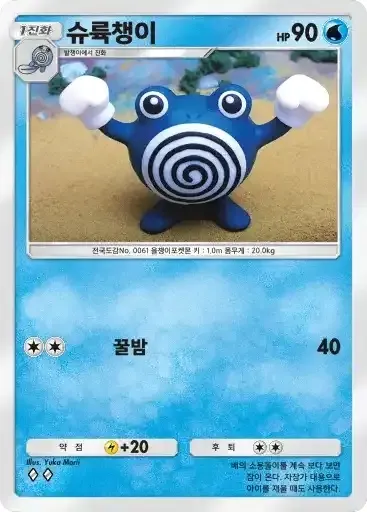 1진화
슈륙챙이
HP 90
발챙이에서 진화
전국도감No. 0061 올챙이포켓몬 키 : 1.0m 몸무게 : 20.0kg
꿀밤 40
약점 +20
후퇴
Illus. Yuka Morii
배의 소용돌이를 계속 보다 보면
잠이 온다. 자장가 대용으로
아이를 재울 때도 사용한다.